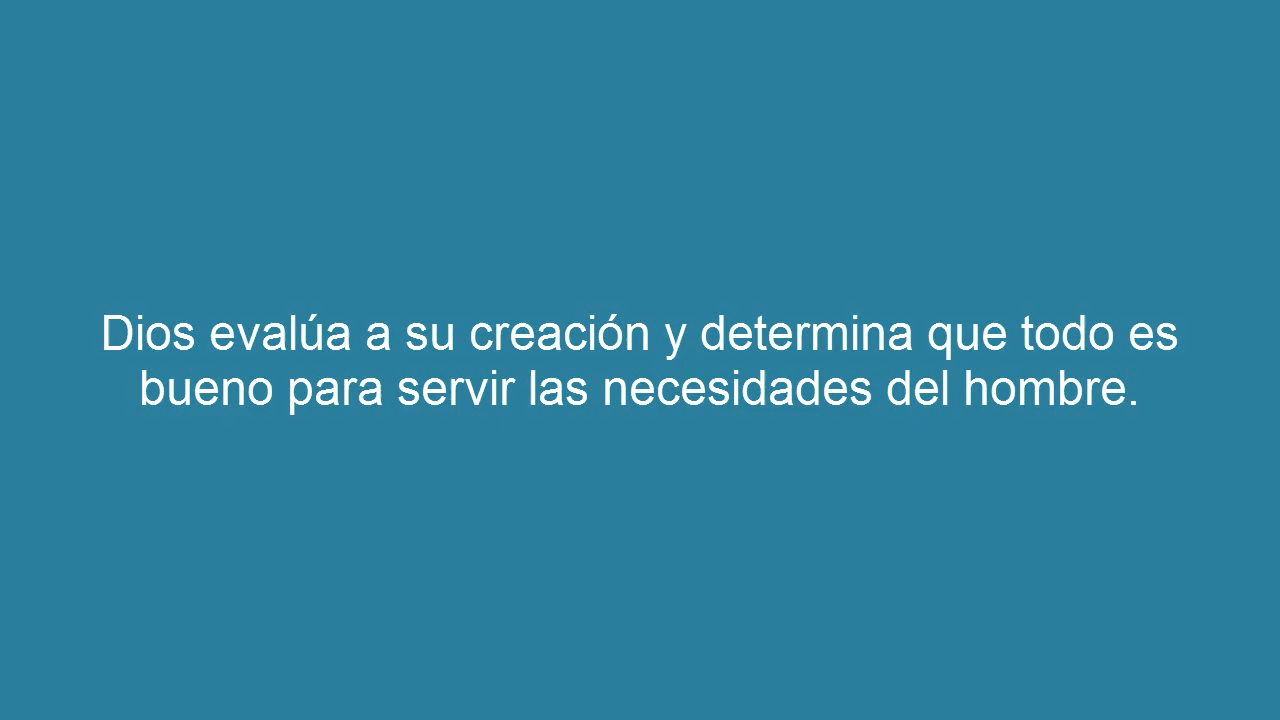 Dios evalúa a su creación y determina que todo es
bueno para servir las necesidades del hombre.